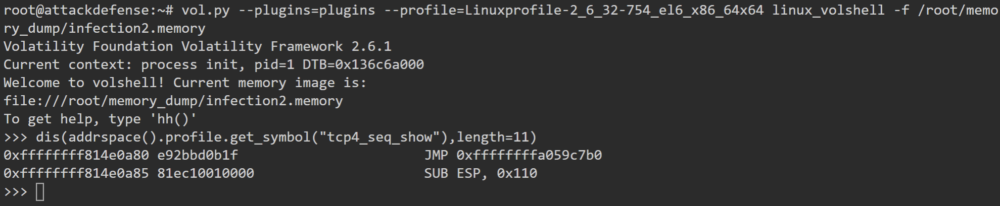 root@attackdefense:~# vol.py --plugins=plugins --profile=Linuxprofile-2_6_32-754_el6_x86_64x64 linux_volshell -f /root/memo
ry_dump/infection2.memory
Volatility Foundation Volatility Framework 2.6.1
Current context: process init, pid=1 DTB=0x136c6a000
Welcome to volshell! Current memory image is:
file:///root/memory_dump/infection2.memory
To get help, type 'hh()'
>>> dis(addrspace().profile.get_symbol("tcp4_seq_show"),length=11)
0xffffffff814e0a80 e92bbd0b1f                       JMP 0xffffffffa059c7b0
0xffffffff814e0a85 81ec10010000                     SUB ESP, 0x110
>>>